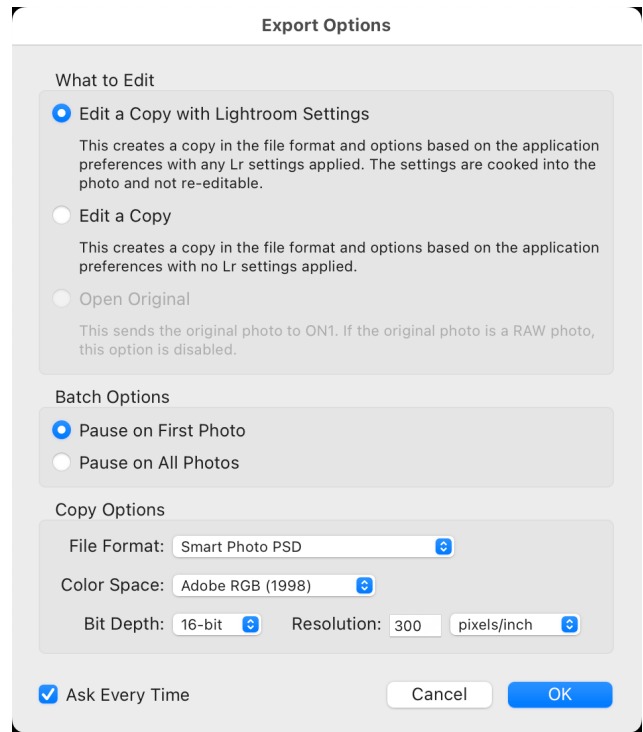 Export Options
What to Edit
Edit a Copy with Lightroom Settings
This creates a copy in the file format and options based on the application
preferences with any Lr settings applied. The settings are cooked into the
photo and not re-editable.
Edit a Copy
This creates a copy in the file format and options based on the application
preferences with no Lr settings applied.
Open Original
This sends the original photo to ON1. If the original photo is a RAW photo,
this option is disabled.
Batch Options
Pause on First Photo
Pause on All Photos
Copy Options
File Format: Smart Photo PSD
Color Space: Adobe RGB (1998)
Bit Depth: 16-bit Resolution: 300 pixels/inch
Ask Every Time Cancel OK